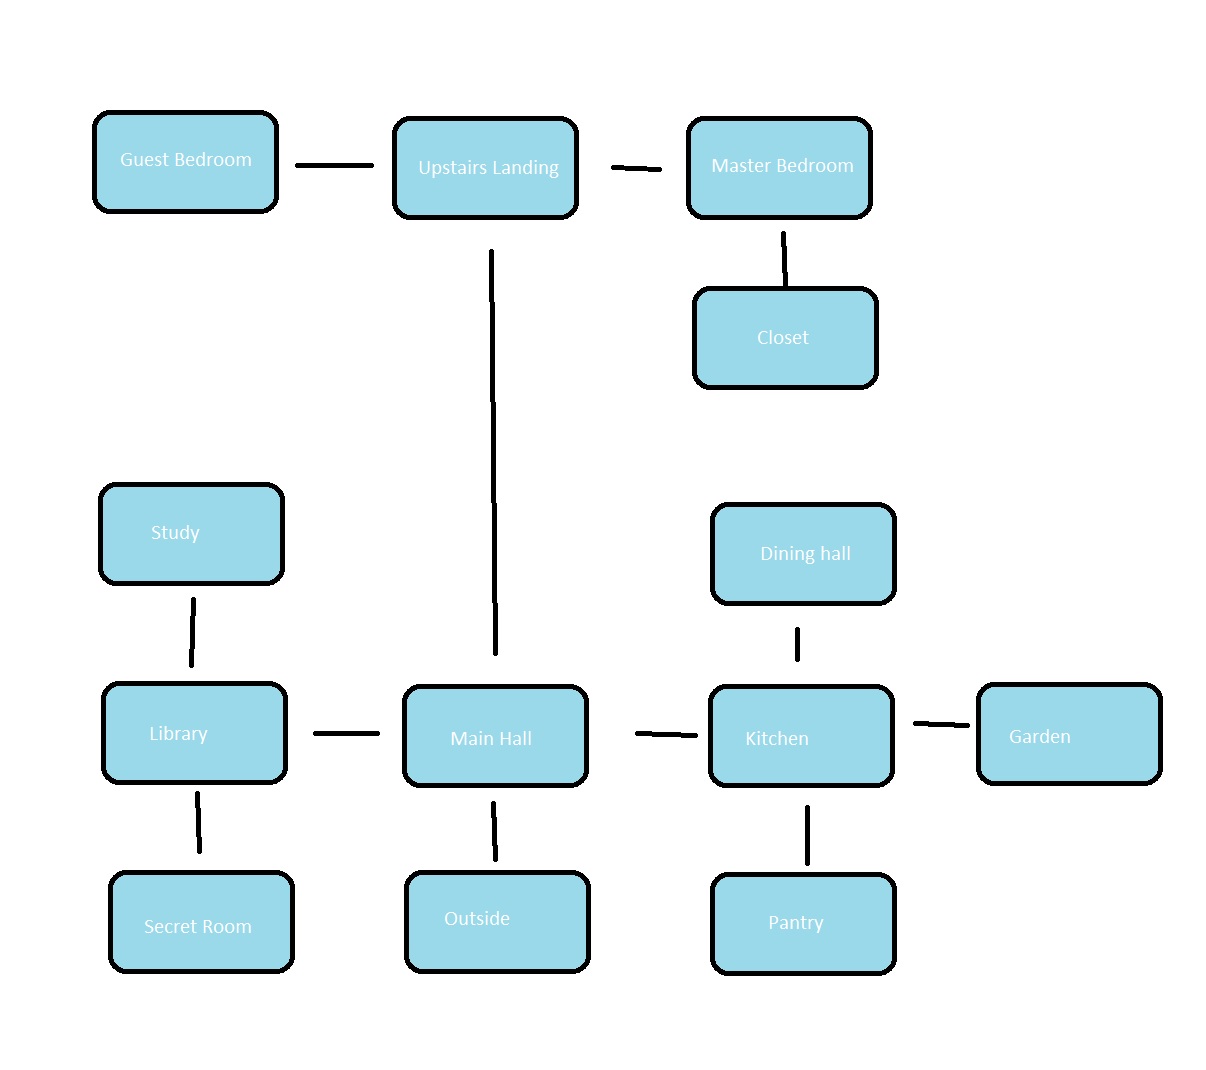 Guest Bedroom
Upstairs Landing
Master Bedroom
Closet
Study
Dining hall
Library
Main Hall
Kitchen
Garden
Secret Room
Outside
Pantry